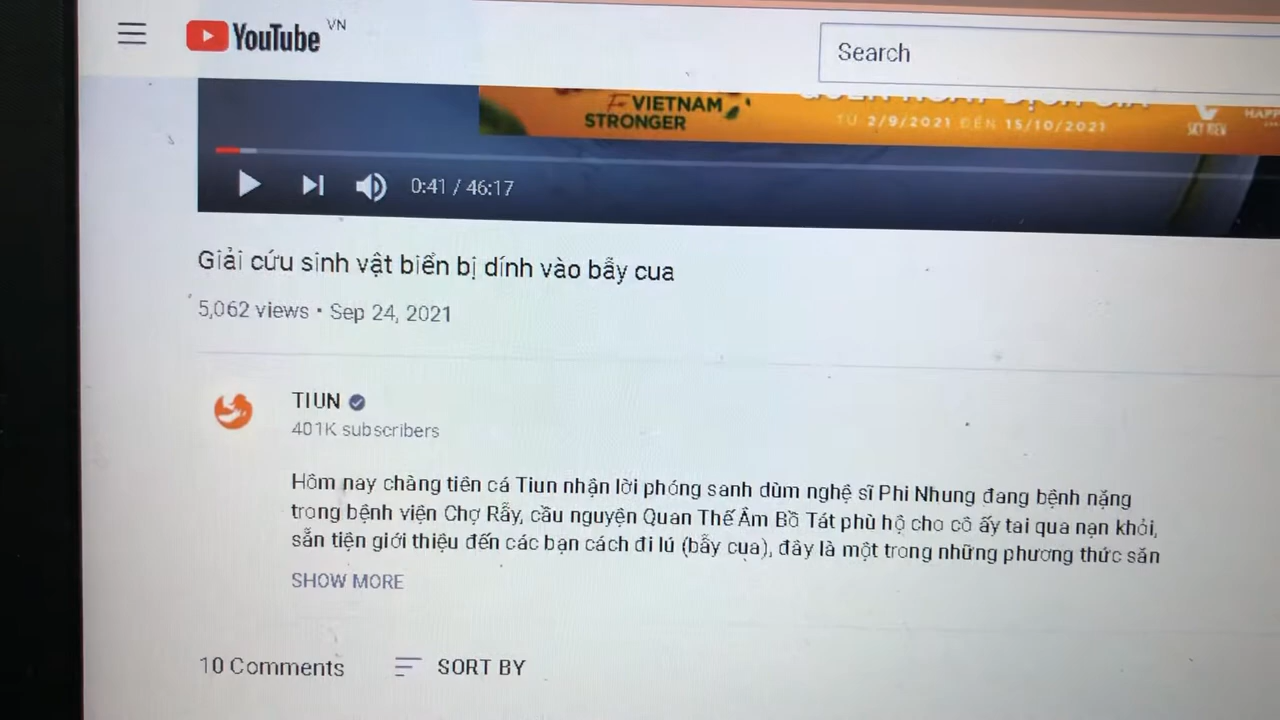 YouTube VN
Search
VIETNAM
STRONGER
TỪ 2/9/2021 ĐẾN 15/10/2021
SKY VIEW
0:41 / 46:17
Giải cứu sinh vật biển bị dính vào bẫy cua
5,062 views • Sep 24, 2021
TIUN
401K subscribers
Hôm nay chàng tiên cá Tiun nhận lời phóng sanh dùm nghệ sĩ Phi Nhung đang bệnh nặng
trong bệnh viện Chợ Rẫy, cầu nguyện Quan Thế Âm Bồ Tát phù hộ cho cô ấy tai qua nạn khỏi,
sẵn tiện giới thiệu đến các bạn cách đi lú (bẫy cua), đây là một trong những phương thức săn
SHOW MORE
10 Comments
SORT BY